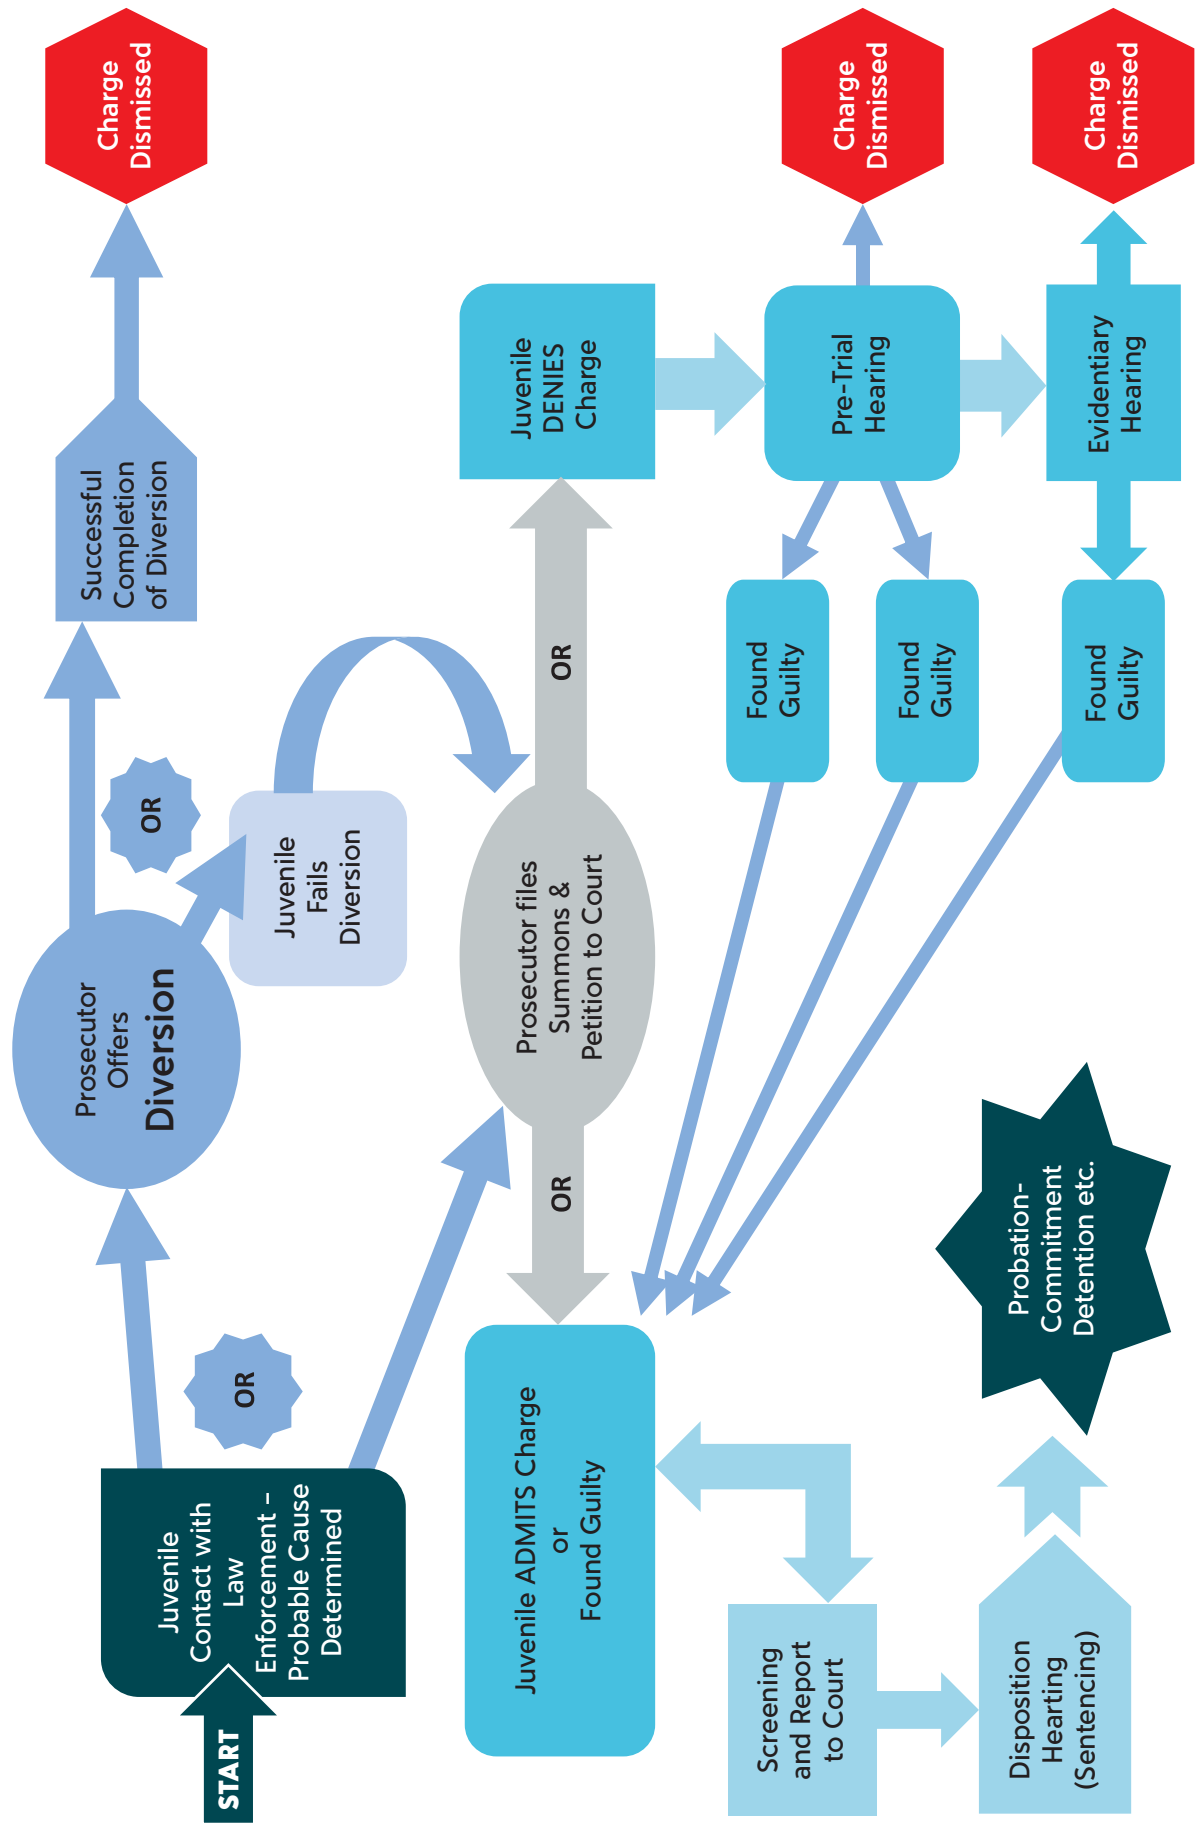 START
Juvenile
Contact with
Law
Enforcement –
Probable Cause
Determined
OR
Prosecutor
Offers
Diversion
OR
Successful
Completion
of Diversion
Charge
Dismissed
Juvenile
Fails
Diversion
Prosecutor files
Summons &
Petition to Court
OR
OR
Juvenile ADMITS Charge
or
Found Guilty
Juvenile
DENIES
Charge
Pre-Trial
Hearing
Charge
Dismissed
Found
Guilty
Found
Guilty
Evidentiary
Hearing
Charge
Dismissed
Found
Guilty
Screening
and Report
to Court
Disposition
Hearting
(Sentencing)
Probation-
Commitment
Detention etc.